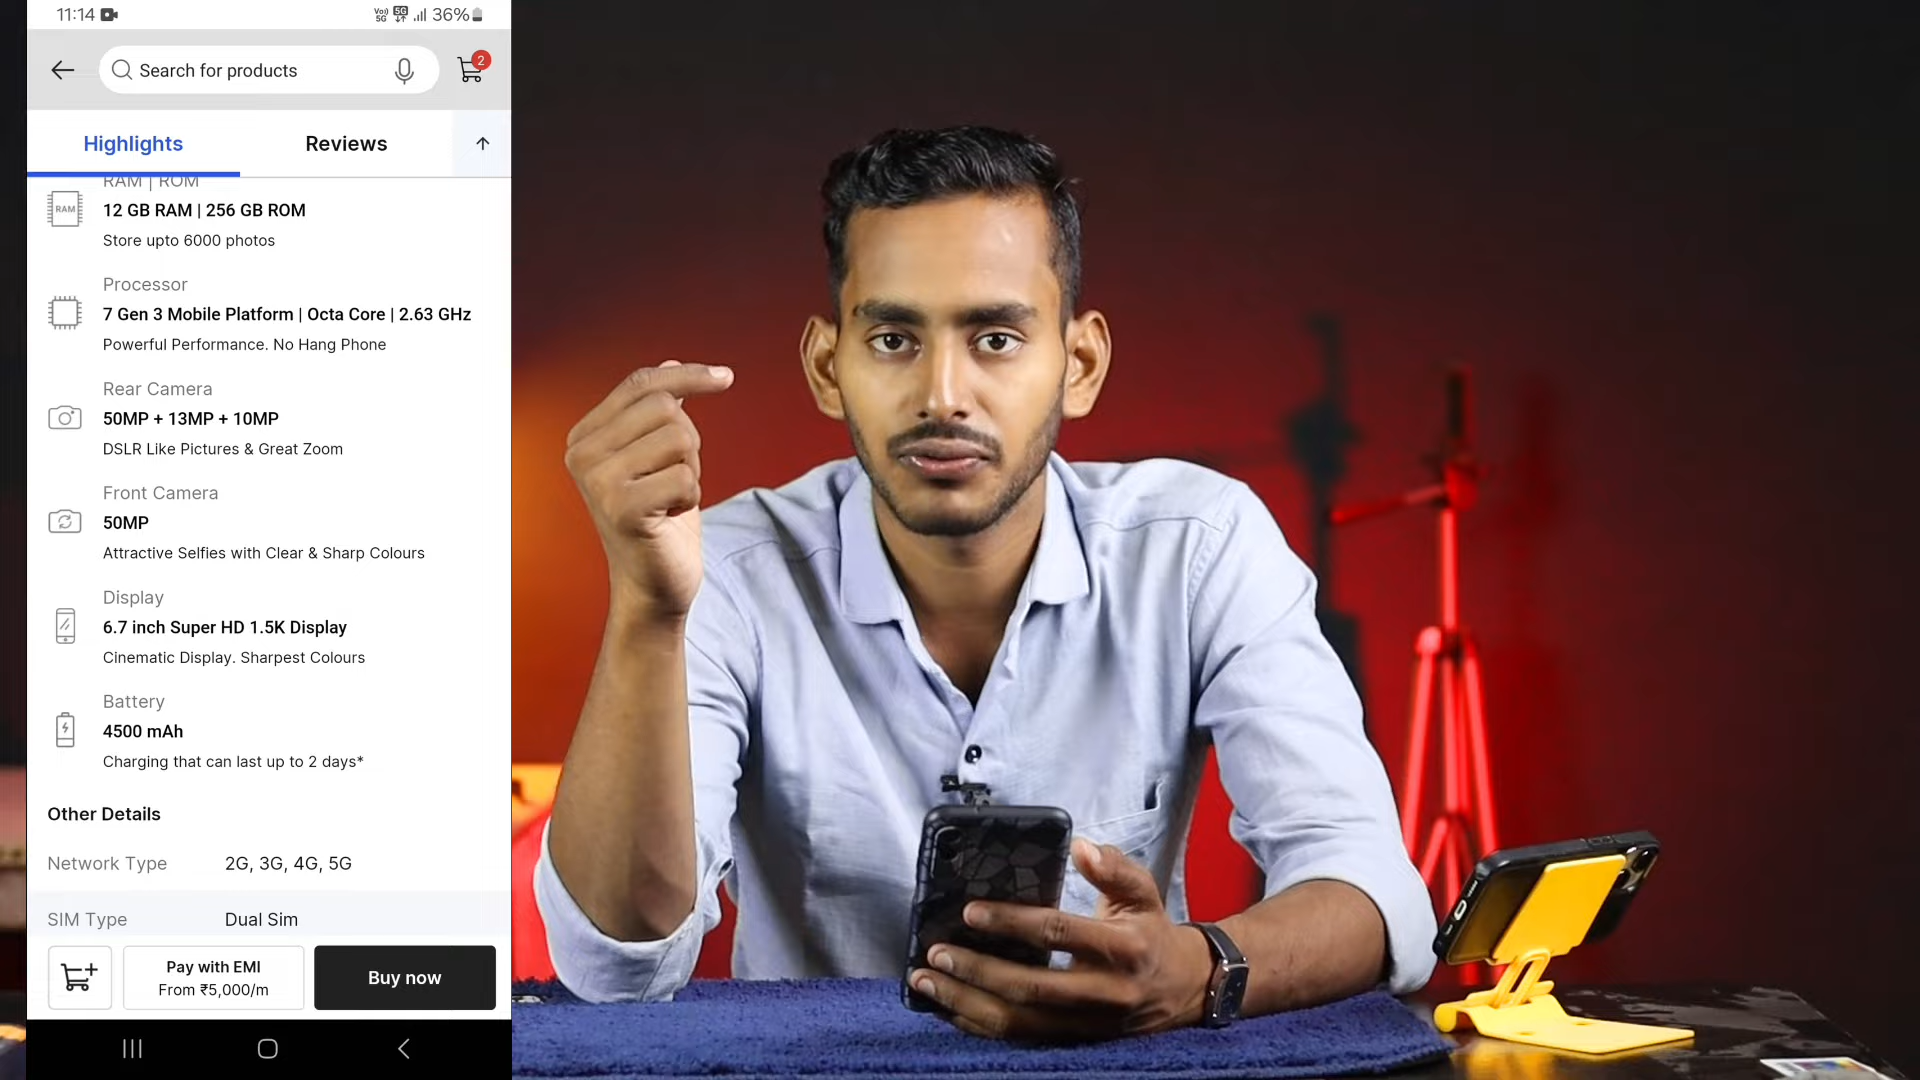 11:14
Vo)) 5G
5G
36%
Search for products
2
Highlights
Reviews
RAM | ROM
RAM
12 GB RAM | 256 GB ROM
Store upto 6000 photos
Processor
7 Gen 3 Mobile Platform | Octa Core | 2.63 GHz
Powerful Performance. No Hang Phone
Rear Camera
50MP + 13MP + 10MP
DSLR Like Pictures & Great Zoom
Front Camera
50MP
Attractive Selfies with Clear & Sharp Colours
Display
6.7 inch Super HD 1.5K Display
Cinematic Display. Sharpest Colours
Battery
4500 mAh
Charging that can last up to 2 days*
Other Details
Network Type 2G, 3G, 4G, 5G
SIM Type Dual Sim
Pay with EMI
From ₹5,000/m
Buy now